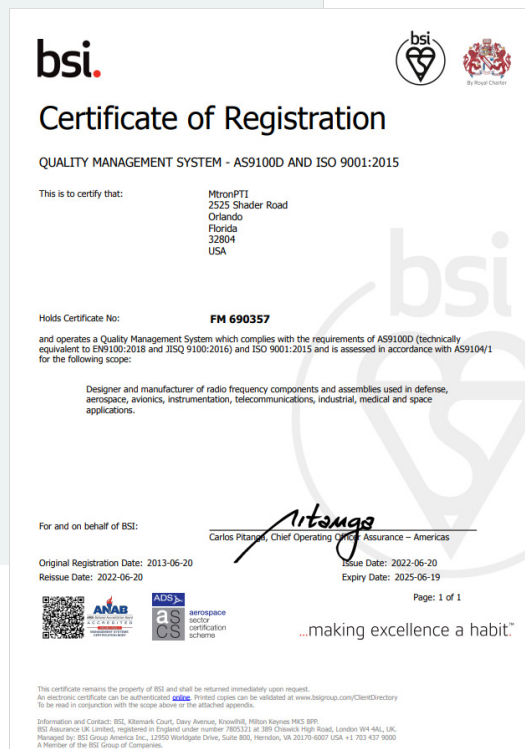 bsi.
bsi
By Royal Charter
Certificate of Registration
QUALITY MANAGEMENT SYSTEM - AS9100D AND ISO 9001:2015
This is to certify that:
MtronPTI
2525 Shader Road
Orlando
Florida
32804
USA
bsi
Holds Certificate No:
FM 690357
and operates a Quality Management System which complies with the requirements of AS9100D (technically
equivalent to EN9100:2018 and JISQ 9100:2016) and ISO 9001:2015 and is assessed in accordance with AS9104/1
for the following scope:
Designer and manufacturer of radio frequency components and assemblies used in defense,
aerospace, avionics, instrumentation, telecommunications, industrial, medical and space
applications.
For and on behalf of BSI:
Carlos Pitanga, Chief Operating Officer Assurance – Americas
Original Registration Date: 2013-06-20
Issue Date: 2022-06-20
Reissue Date: 2022-06-20
Expiry Date: 2025-06-19
Page: 1 of 1
ANAB
ACCREDITED
MANAGEMENT SYSTEMS
CERTIFICATION BODY
ADS
as
cs
aerospace
sector
certification
scheme
...making excellence a habit.™
This certificate remains the property of BSI and shall be returned immediately upon request.
An electronic certificate can be authenticated online. Printed copies can be validated at www.bsigroup.com/ClientDirectory
To be read in conjunction with the scope above or the attached appendix.
Information and Contact: BSI, Kitemark Court, Davy Avenue, Knowlhill, Milton Keynes MK5 8PP.
BSI Assurance UK Limited, registered in England under number 7805321 at 389 Chiswick High Road, London W4 4AL, UK.
Managed by: BSI Group America Inc., 12950 Worldgate Drive, Suite 800, Herndon, VA 20170-6007 USA +1 703 437 9000
A Member of the BSI Group of Companies.